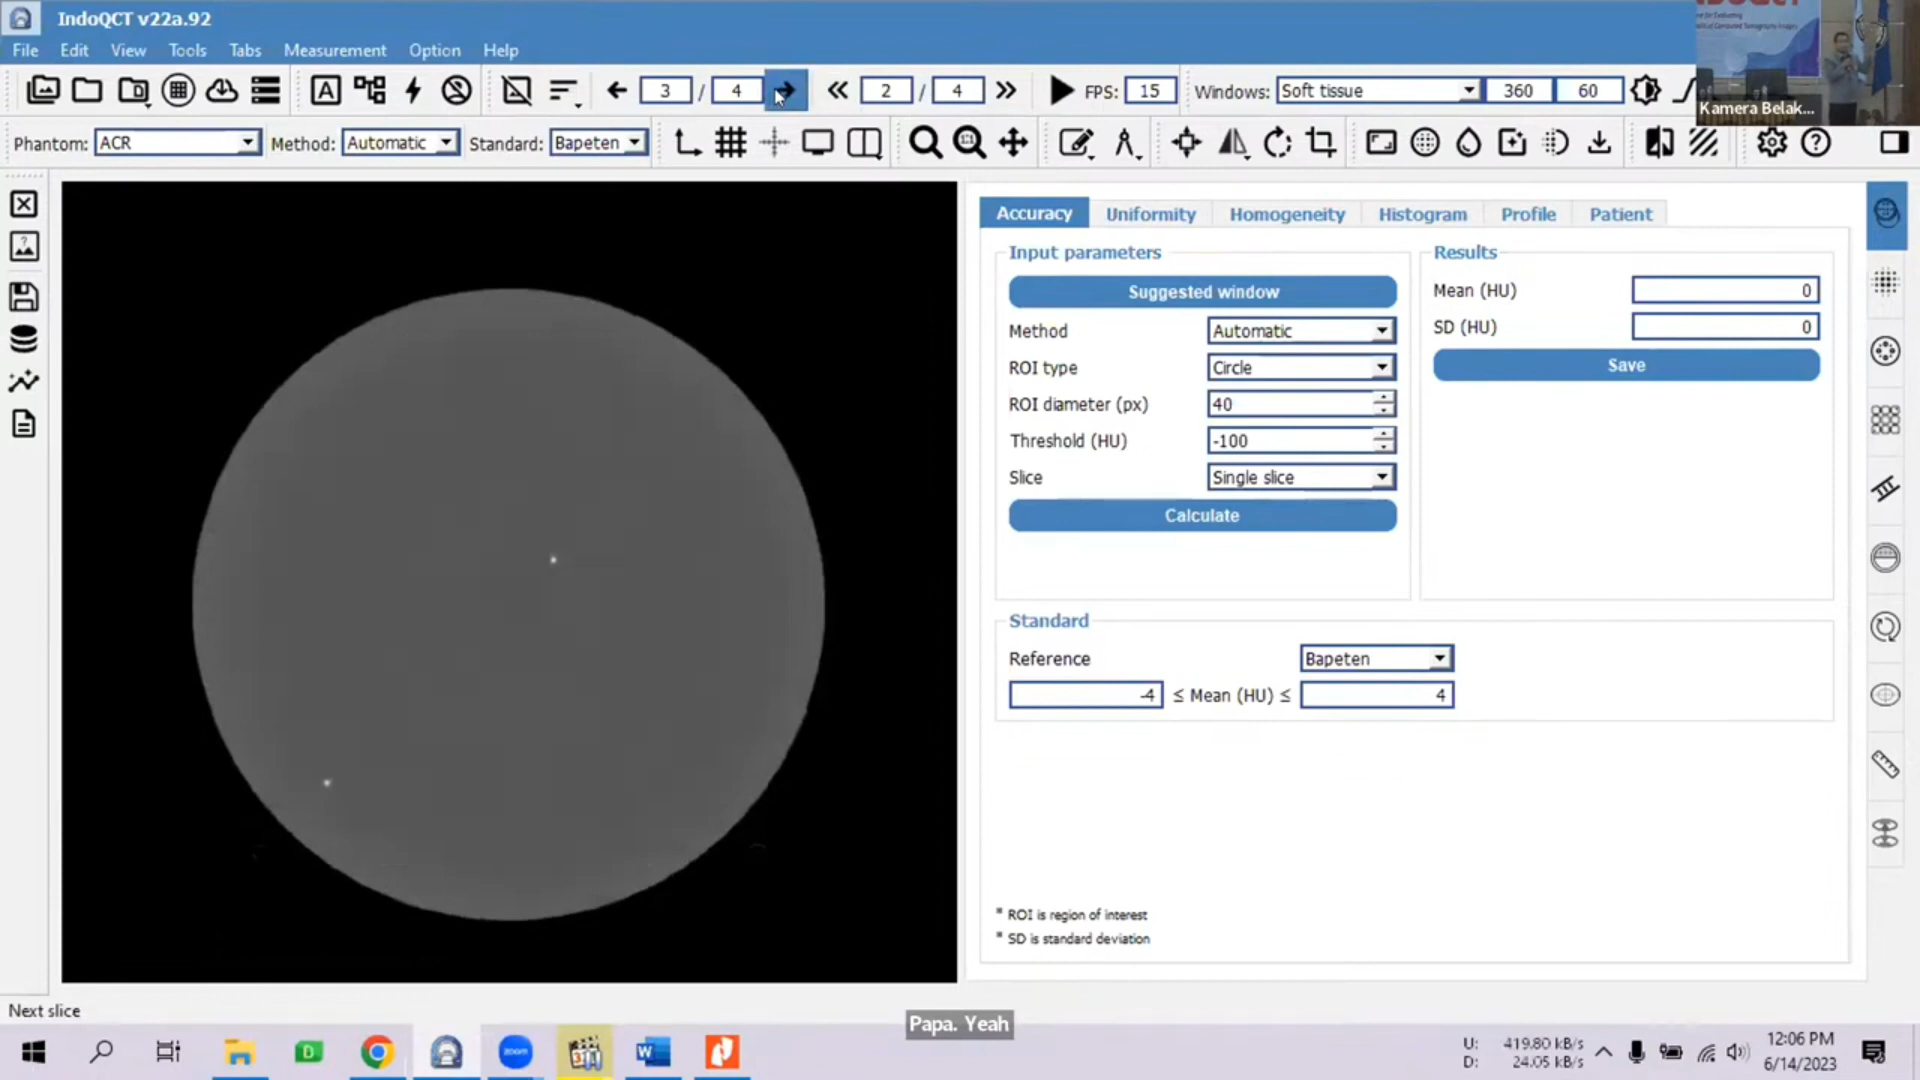 IndoQCT v22a.92
File Edit View Tools Tabs Measurement Option Help
3 / 4 2 / 4 FPS: 15 Windows: Soft tissue 360 60
Kamera Belak...
Phantom: ACR Method: Automatic Standard: Bapeten
Accuracy Uniformity Homogeneity Histogram Profile Patient
Input parameters
Suggested window
Method Automatic
ROI type Circle
ROI diameter (px) 40
Threshold (HU) -100
Slice Single slice
Calculate
Results
Mean (HU) 0
SD (HU) 0
Save
Standard
Reference Bapeten
-4 ≤ Mean (HU) ≤ 4
* ROI is region of interest
* SD is standard deviation
Next slice
Papa. Yeah
U: 419.80 kB/s
D: 24.05 kB/s
12:06 PM
6/14/2023
zoom